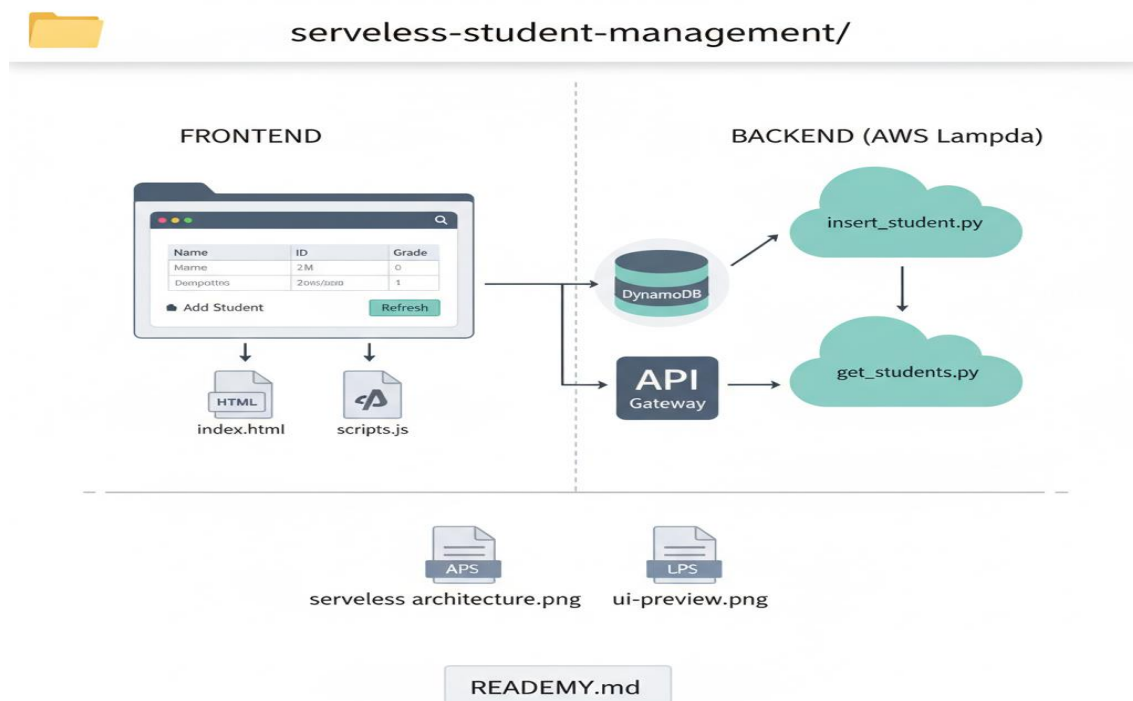 serveless-student-management/
FRONTEND
Name ID Grade
Mame 2M 0
1
Add Student Refresh
HTML
index.html scripts.js
BACKEND (AWS Lampda)
insert_student.py
DynamoDB
get_students.py
API
Gateway
APS LPS
serveless architecture.png ui-preview.png
READEMY.md